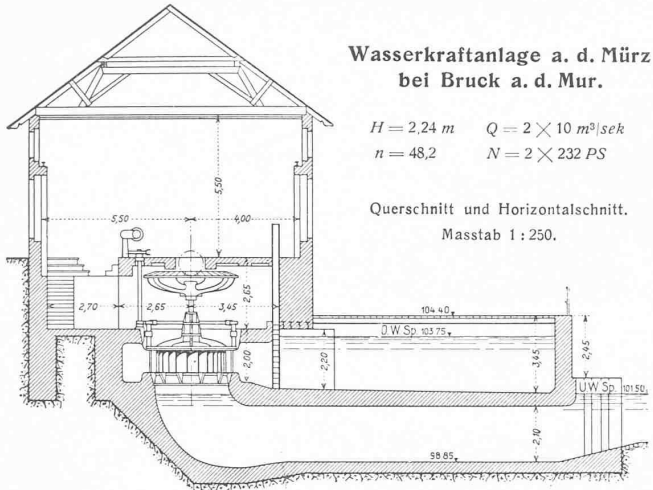 Wasserkraftanlage a. d. Mürz
bei Bruck a. d. Mur.
H = 2,24 m Q = 2 × 10 m³/sek
n = 48,2 N = 2 × 232 PS
Querschnitt und Horizontalschnitt.
Masstab 1 : 250.
5,50
5,50
4,00
2,70
2,65
3,45
2,65
104.40
O.W.Sp. 103.75
2,00
2,20
3,45
2,45
U.W.Sp. 101.50
2,10
98.85